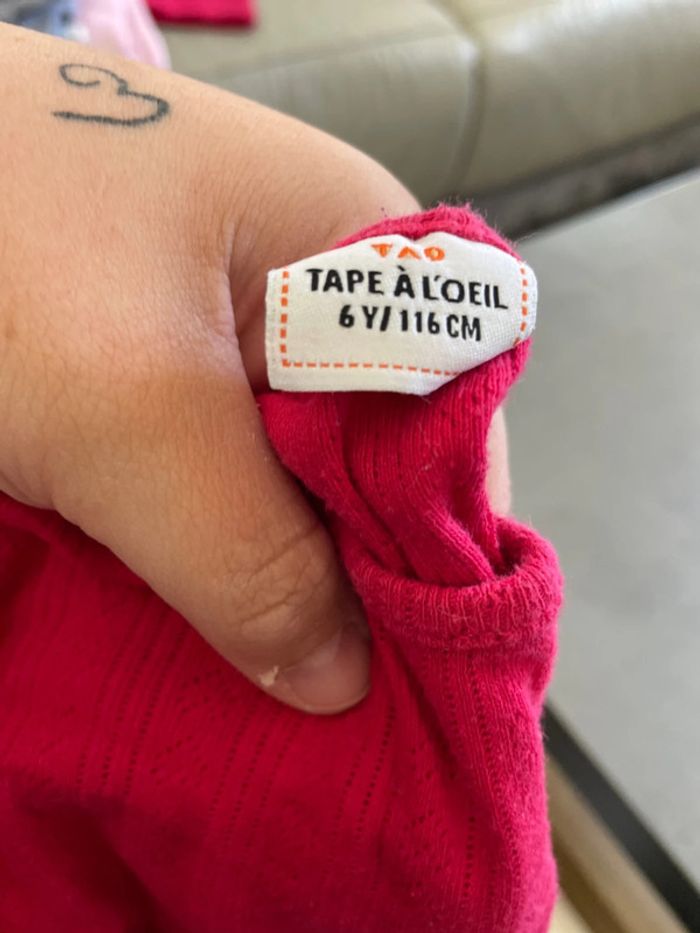 TAO
TAPE À L'OEIL
6 Y/ 116 CM